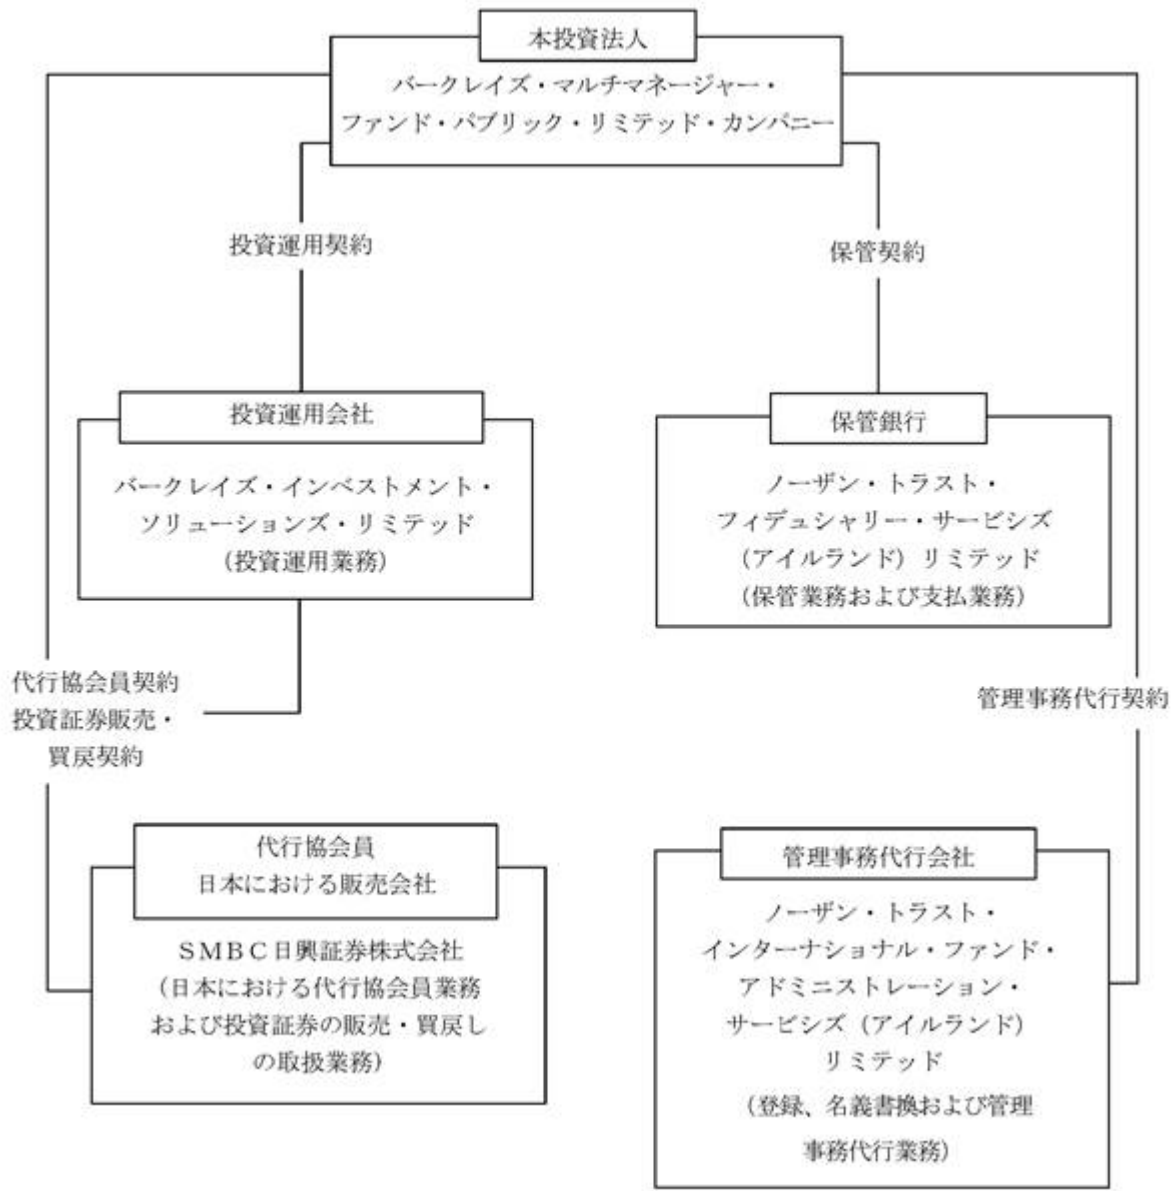 本投資法人
バークレイズ・マルチマネージャー・
ファンド・パブリック・リミテッド・カンパニー
投資運用契約
保管契約
投資運用会社
バークレイズ・インベストメント・
ソリューションズ・リミテッド
(投資運用業務)
保管銀行
ノーザン・トラスト・
フィデュシャリー・サービシズ
(アイルランド) リミテッド
(保管業務および支払業務)
代行協会員契約
投資証券販売・
買戻契約
管理事務代行契約
代行協会員
日本における販売会社
SMBC日興証券株式会社
(日本における代行協会員業務
および投資証券の販売・買戻し
の取扱業務)
管理事務代行会社
ノーザン・トラスト・
インターナショナル・ファンド・
アドミニストレーション・
サービシズ (アイルランド)
リミテッド
(登録、名義書換および管理
事務代行業務)